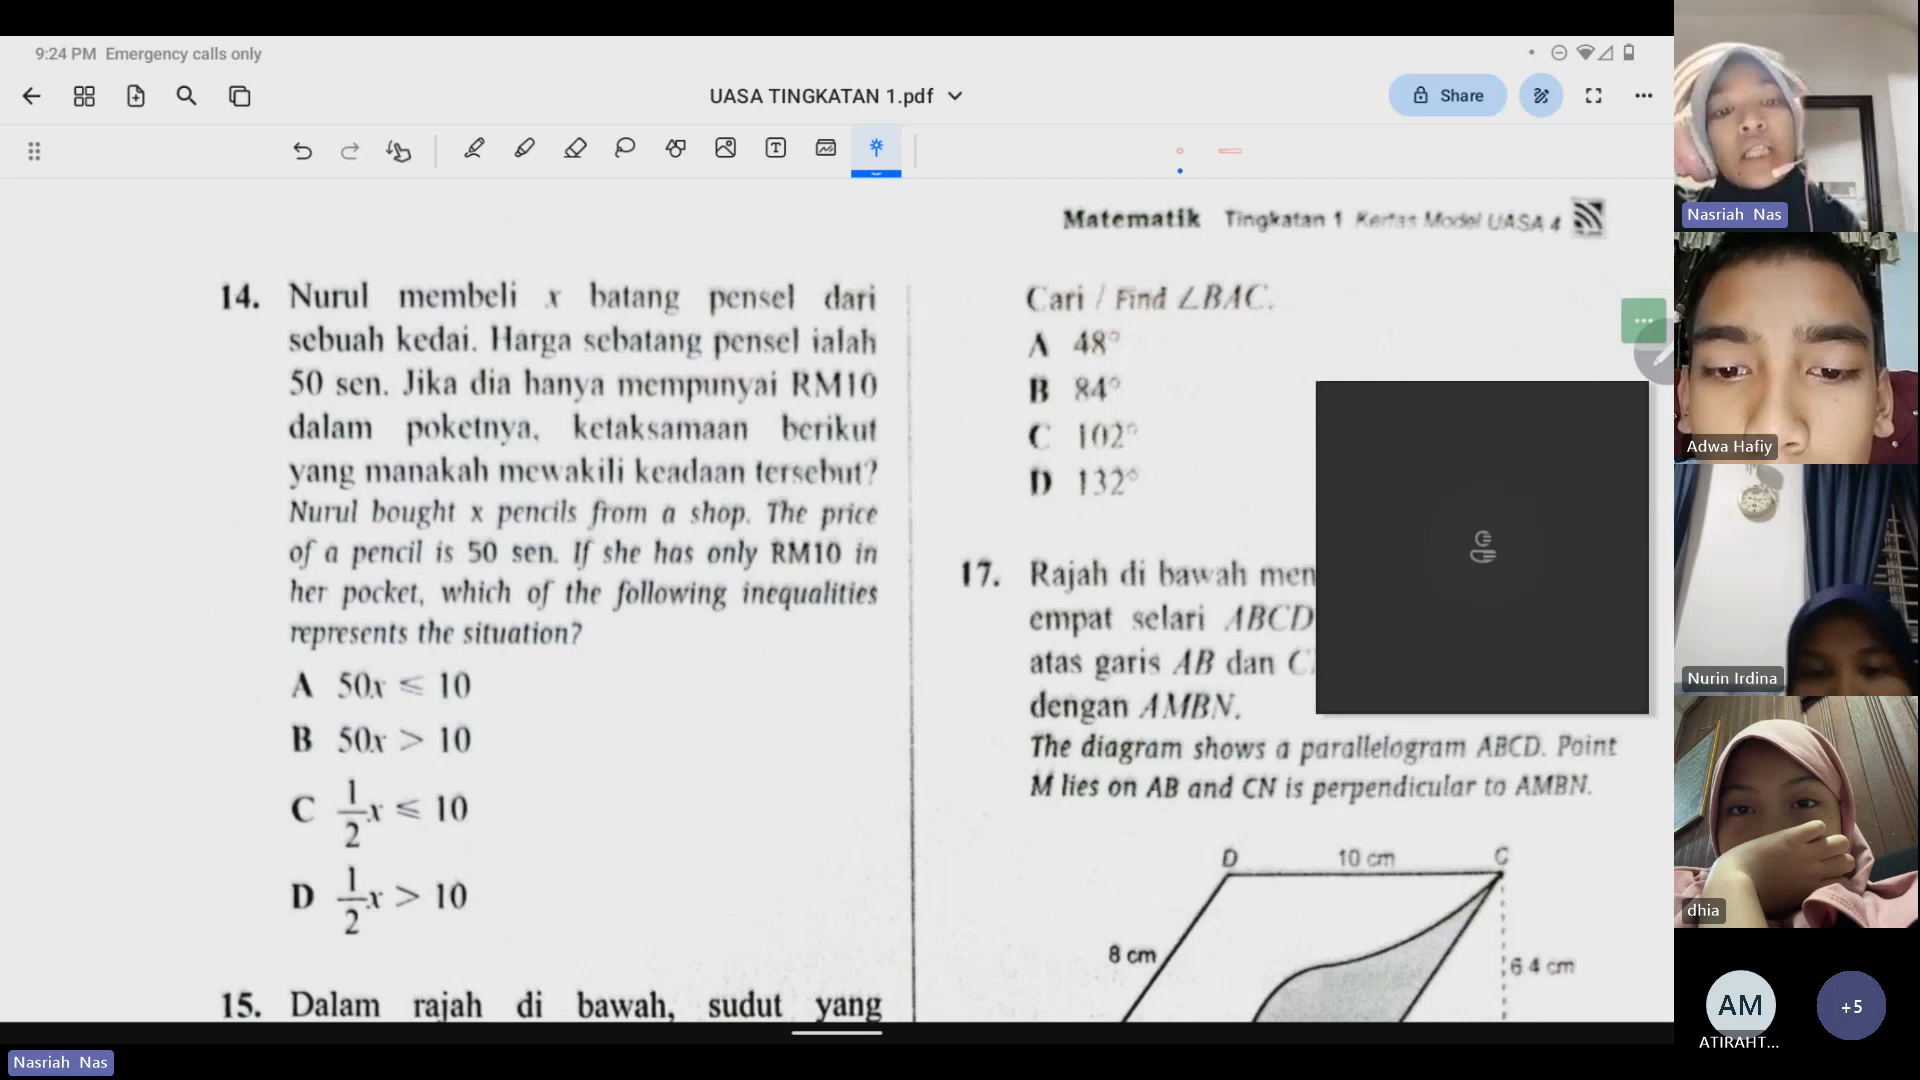 9:24 PM Emergency calls only
UASA TINGKATAN 1.pdf
Share
Matematik Tingkatan 1 Kertas Model UASA 4
14. Nurul membeli x batang pensel dari
sebuah kedai. Harga sebatang pensel ialah
50 sen. Jika dia hanya mempunyai RM10
dalam poketnya, ketaksamaan berikut
yang manakah mewakili keadaan tersebut?
Nurul bought x pencils from a shop. The price
of a pencil is 50 sen. If she has only RM10 in
her pocket, which of the following inequalities
represents the situation?
A 50x ⩽ 10
B 50x > 10
C 1/2 x ⩽ 10
D 1/2 x > 10
15. Dalam rajah di bawah, sudut yang
Cari / Find ∠BAC.
A 48°
B 84°
C 102°
D 132°
17. Rajah di bawah
empat selari ABCD
atas garis AB dan
dengan AMBN.
The diagram shows a parallelogram ABCD. Point
M lies on AB and CN is perpendicular to AMBN.
D 10 cm C
8 cm
6.4 cm
Nasriah Nas
Adwa Hafiy
Nurin Irdina
dhia
AM
ATIRAHT...
+5
Nasriah Nas